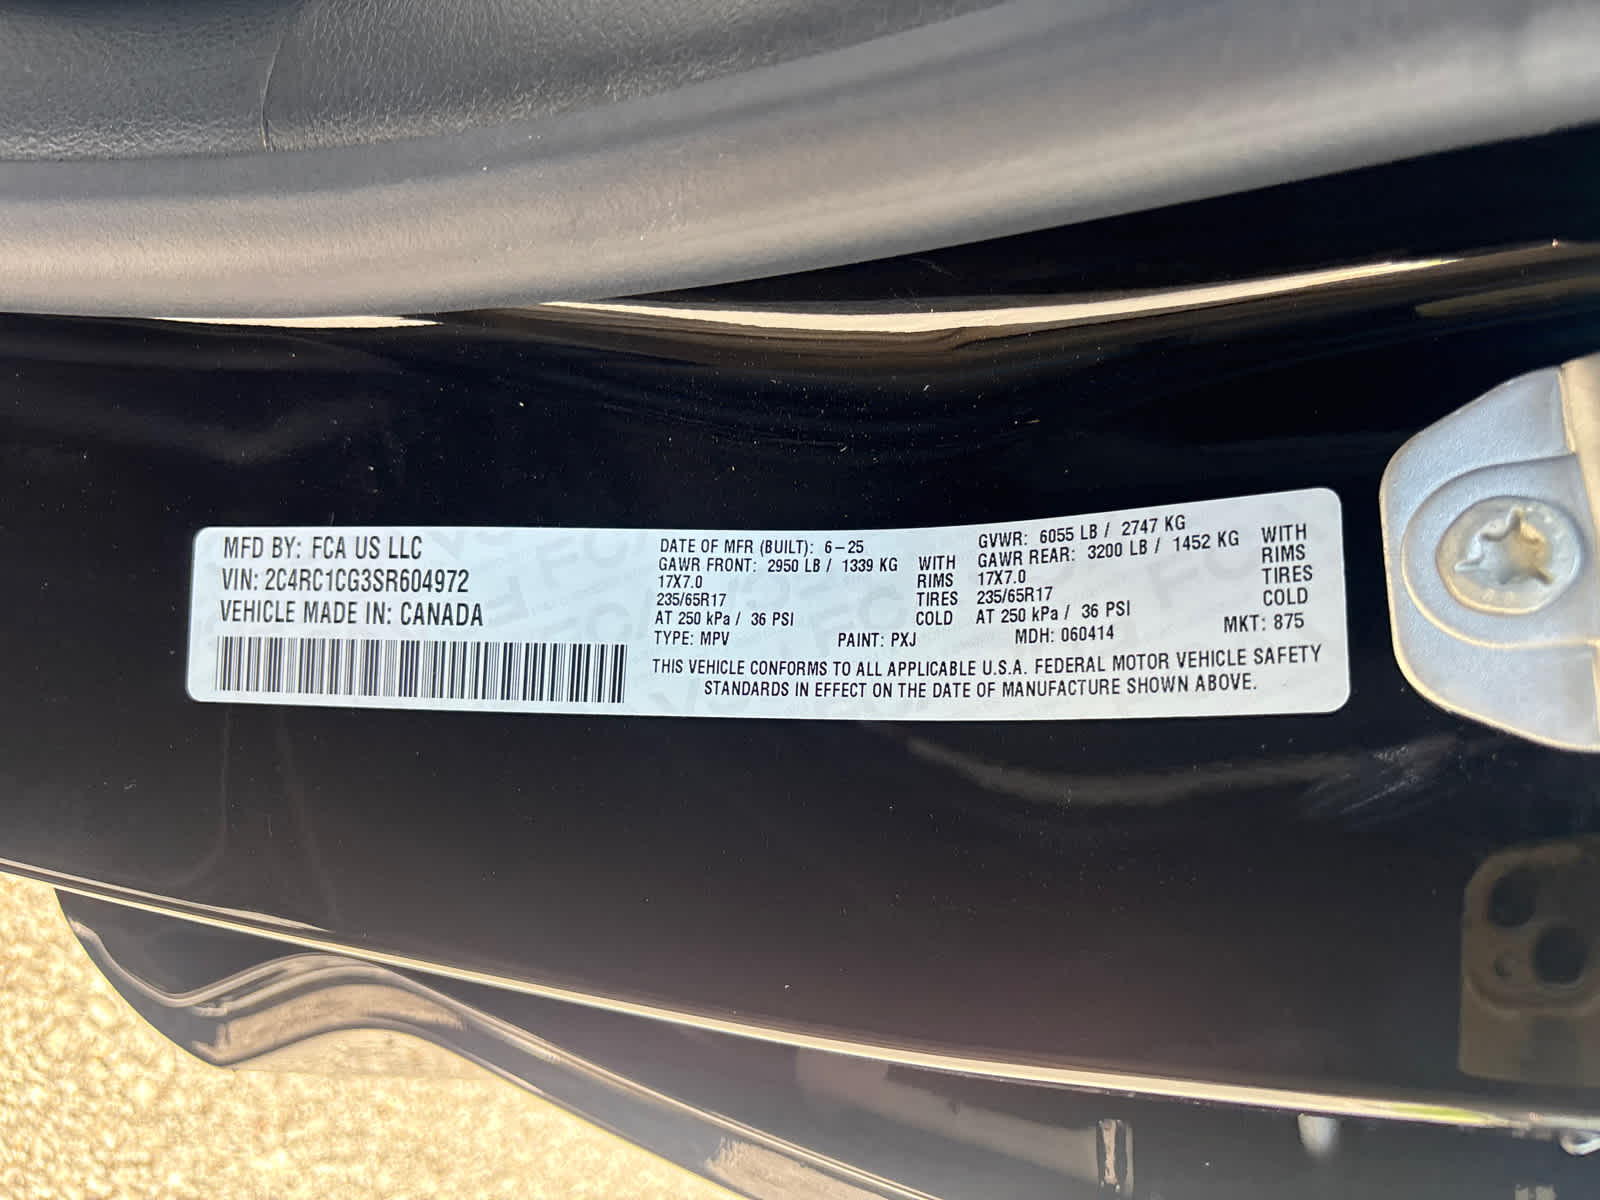 MFD BY: FCA US LLC
VIN: 2C4RC1CG3SR604972
VEHICLE MADE IN: CANADA
DATE OF MFR (BUILT): 6-25
GAWR FRONT: 2950 LB / 1339 KG WITH
17X7.0 RIMS
235/65R17 TIRES
AT 250 kPa / 36 PSI COLD
TYPE: MPV PAINT: PXJ
GVWR: 6055 LB / 2747 KG
GAWR REAR: 3200 LB / 1452 KG WITH
17X7.0 RIMS
235/65R17 TIRES
AT 250 kPa / 36 PSI COLD
MDH: 060414 MKT: 875
THIS VEHICLE CONFORMS TO ALL APPLICABLE U.S.A. FEDERAL MOTOR VEHICLE SAFETY
STANDARDS IN EFFECT ON THE DATE OF MANUFACTURE SHOWN ABOVE.